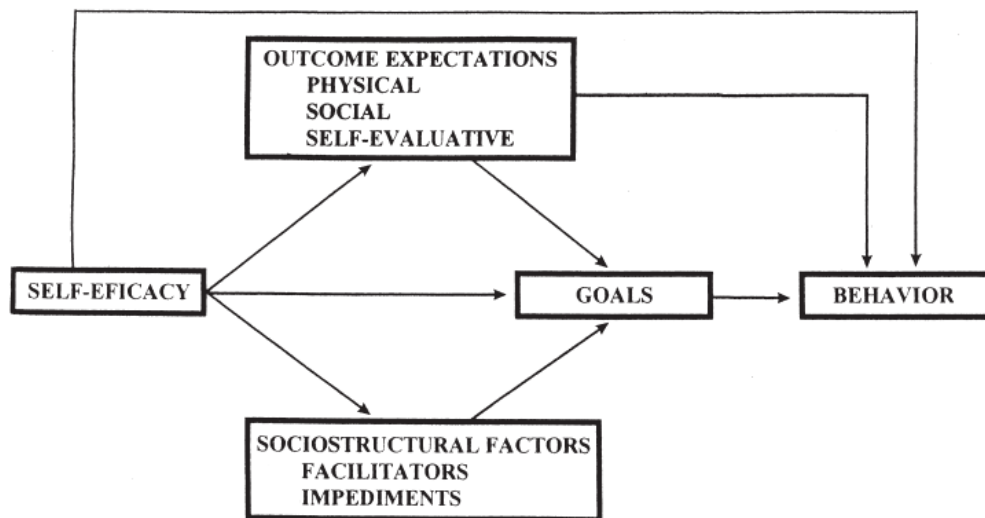 OUTCOME EXPECTATIONS
PHYSICAL
SOCIAL
SELF-EVALUATIVE
SELF-EFICACY
GOALS
BEHAVIOR
SOCIOSTRUCTURAL FACTORS
FACILITATORS
IMPEDIMENTS